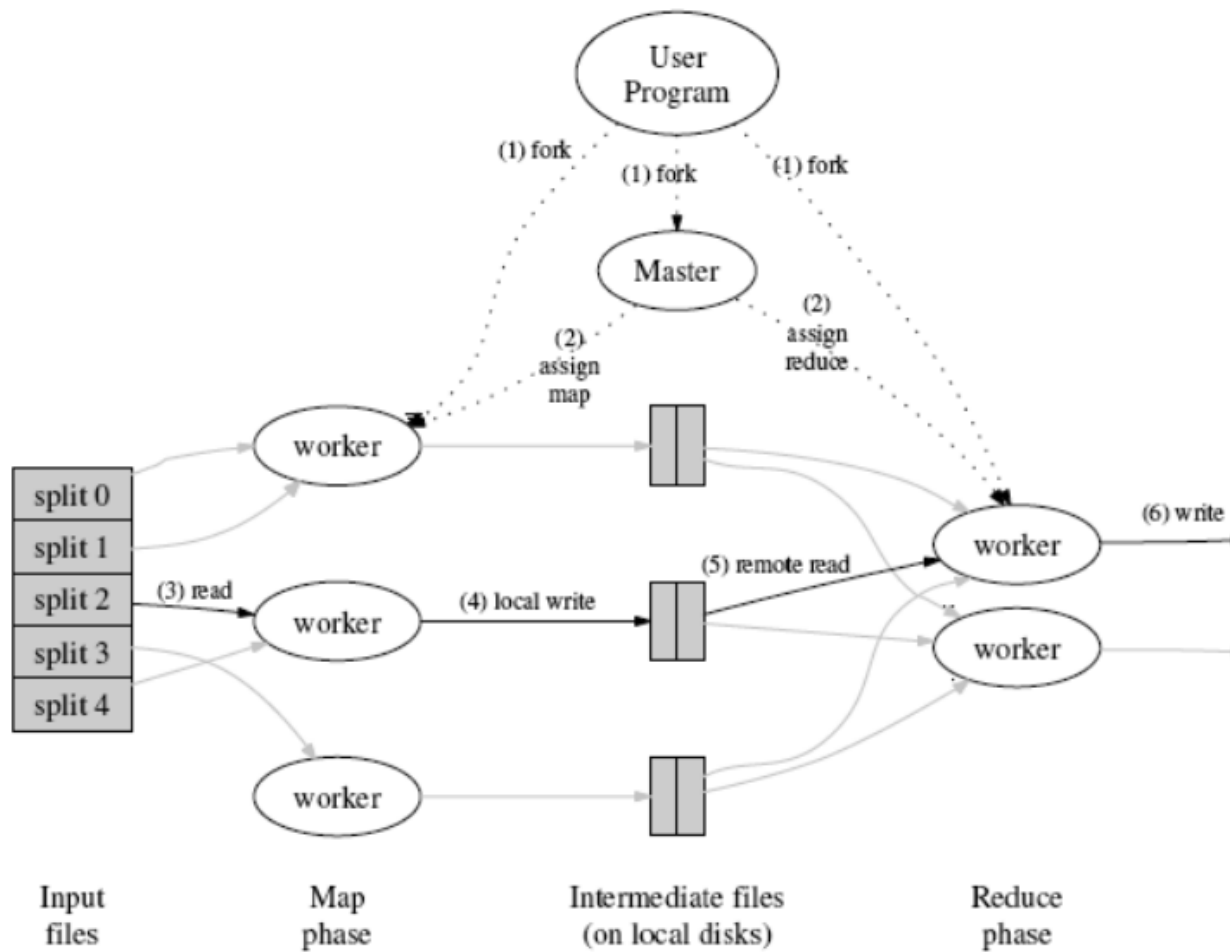 User
Program
(1) fork
(1) fork
(1) fork
Master
(2)
assign
map
(2)
assign
reduce
worker
split 0
split 1
split 2
split 3
split 4
(3) read
worker
(4) local write
(5) remote read
worker
(6) write
worker
worker
Input
files
Map
phase
Intermediate files
(on local disks)
Reduce
phase